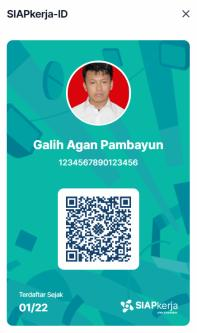 SIAPkerja-ID
Galih Agan Pambayun
1234567890123456
Terdaftar Sejak
01/22
SIAPkerja